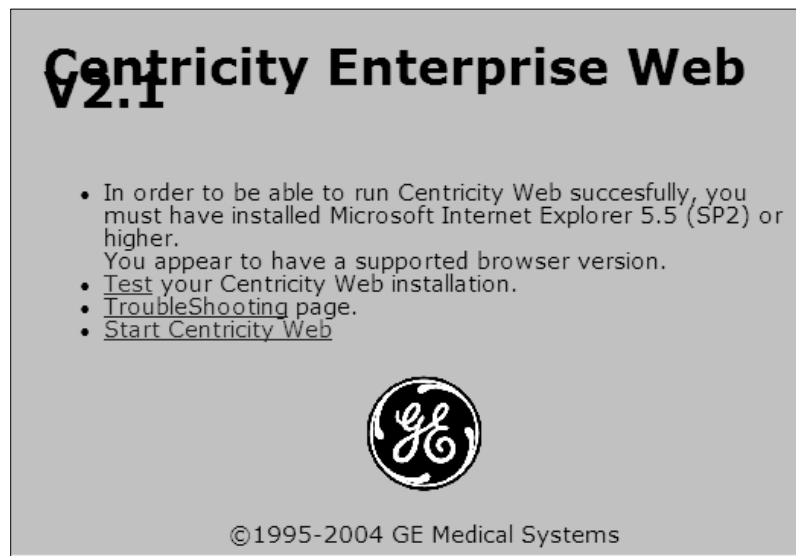 Centricity Enterprise Web
V2.1
In order to be able to run Centricity Web succesfully, you
must have installed Microsoft Internet Explorer 5.5 (SP2) or
higher.
You appear to have a supported browser version.
Test your Centricity Web installation.
TroubleShooting page.
Start Centricity Web
GE
©1995-2004 GE Medical Systems